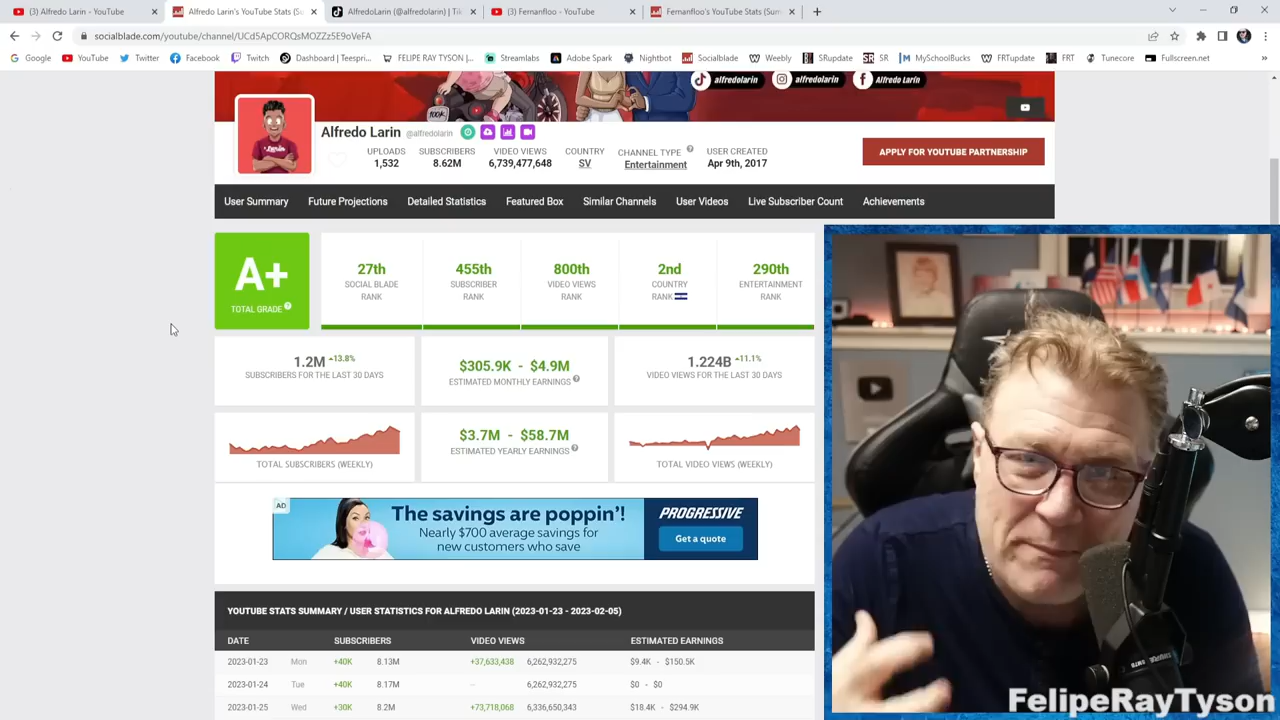 (3) Alfredo Larin - YouTube
Alfredo Larin's YouTube Stats (Su
AlfredoLarin (@alfredolarin) | Tik
(3) Fernanfloo - YouTube
Fernanfloo's YouTube Stats (Sum
socialblade.com/youtube/channel/UCd5ApCORQsMOZZz5E9oVeFA
Google
YouTube
Twitter
Facebook
Twitch
Dashboard | Teespri...
FELIPE RAY TYSON |...
Streamlabs
Adobe Spark
Nightbot
Socialblade
Weebly
SRupdate
SR
MySchoolBucks
FRTupdate
FRT
Tunecore
Fullscreen.net
»
100K
alfredolarin
alfredolarin
Alfredo Larín
Alfredo Larin @alfredolarin
UPLOADS
1,532
SUBSCRIBERS
8.62M
VIDEO VIEWS
6,739,477,648
COUNTRY
SV
CHANNEL TYPE
Entertainment
USER CREATED
Apr 9th, 2017
APPLY FOR YOUTUBE PARTNERSHIP
User Summary
Future Projections
Detailed Statistics
Featured Box
Similar Channels
User Videos
Live Subscriber Count
Achievements
A+
TOTAL GRADE
27th
SOCIAL BLADE
RANK
455th
SUBSCRIBER
RANK
800th
VIDEO VIEWS
RANK
2nd
COUNTRY
RANK
290th
ENTERTAINMENT
RANK
1.2M 13.8%
SUBSCRIBERS FOR THE LAST 30 DAYS
$305.9K - $4.9M
ESTIMATED MONTHLY EARNINGS
1.224B 11.1%
VIDEO VIEWS FOR THE LAST 30 DAYS
TOTAL SUBSCRIBERS (WEEKLY)
$3.7M - $58.7M
ESTIMATED YEARLY EARNINGS
TOTAL VIDEO VIEWS (WEEKLY)
AD
The savings are poppin'!
Nearly $700 average savings for
new customers who save
PROGRESSIVE
Get a quote
YOUTUBE STATS SUMMARY / USER STATISTICS FOR ALFREDO LARIN (2023-01-23 - 2023-02-05)
DATE SUBSCRIBERS VIDEO VIEWS ESTIMATED EARNINGS
2023-01-23 Mon +40K 8.13M +37,633,438 6,262,932,275 $9.4K - $150.5K
2023-01-24 Tue +40K 8.17M -- 6,262,932,275 $0 - $0
2023-01-25 Wed +30K 8.2M +73,718,068 6,336,650,343 $18.4K - $294.9K
FelipeRayTyson